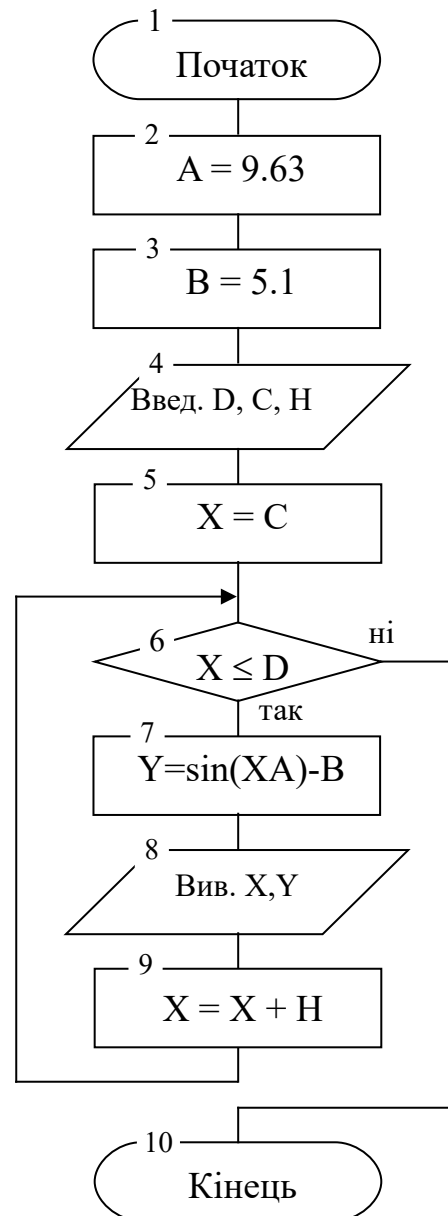 1
Початок
2
A = 9.63
3
B = 5.1
4
Введ. D, C, H
5
X = C
6
ні
X ≤ D
так
7
Y=sin(XA)-B
8
Вив. X,Y
9
X = X + H
10
Кінець